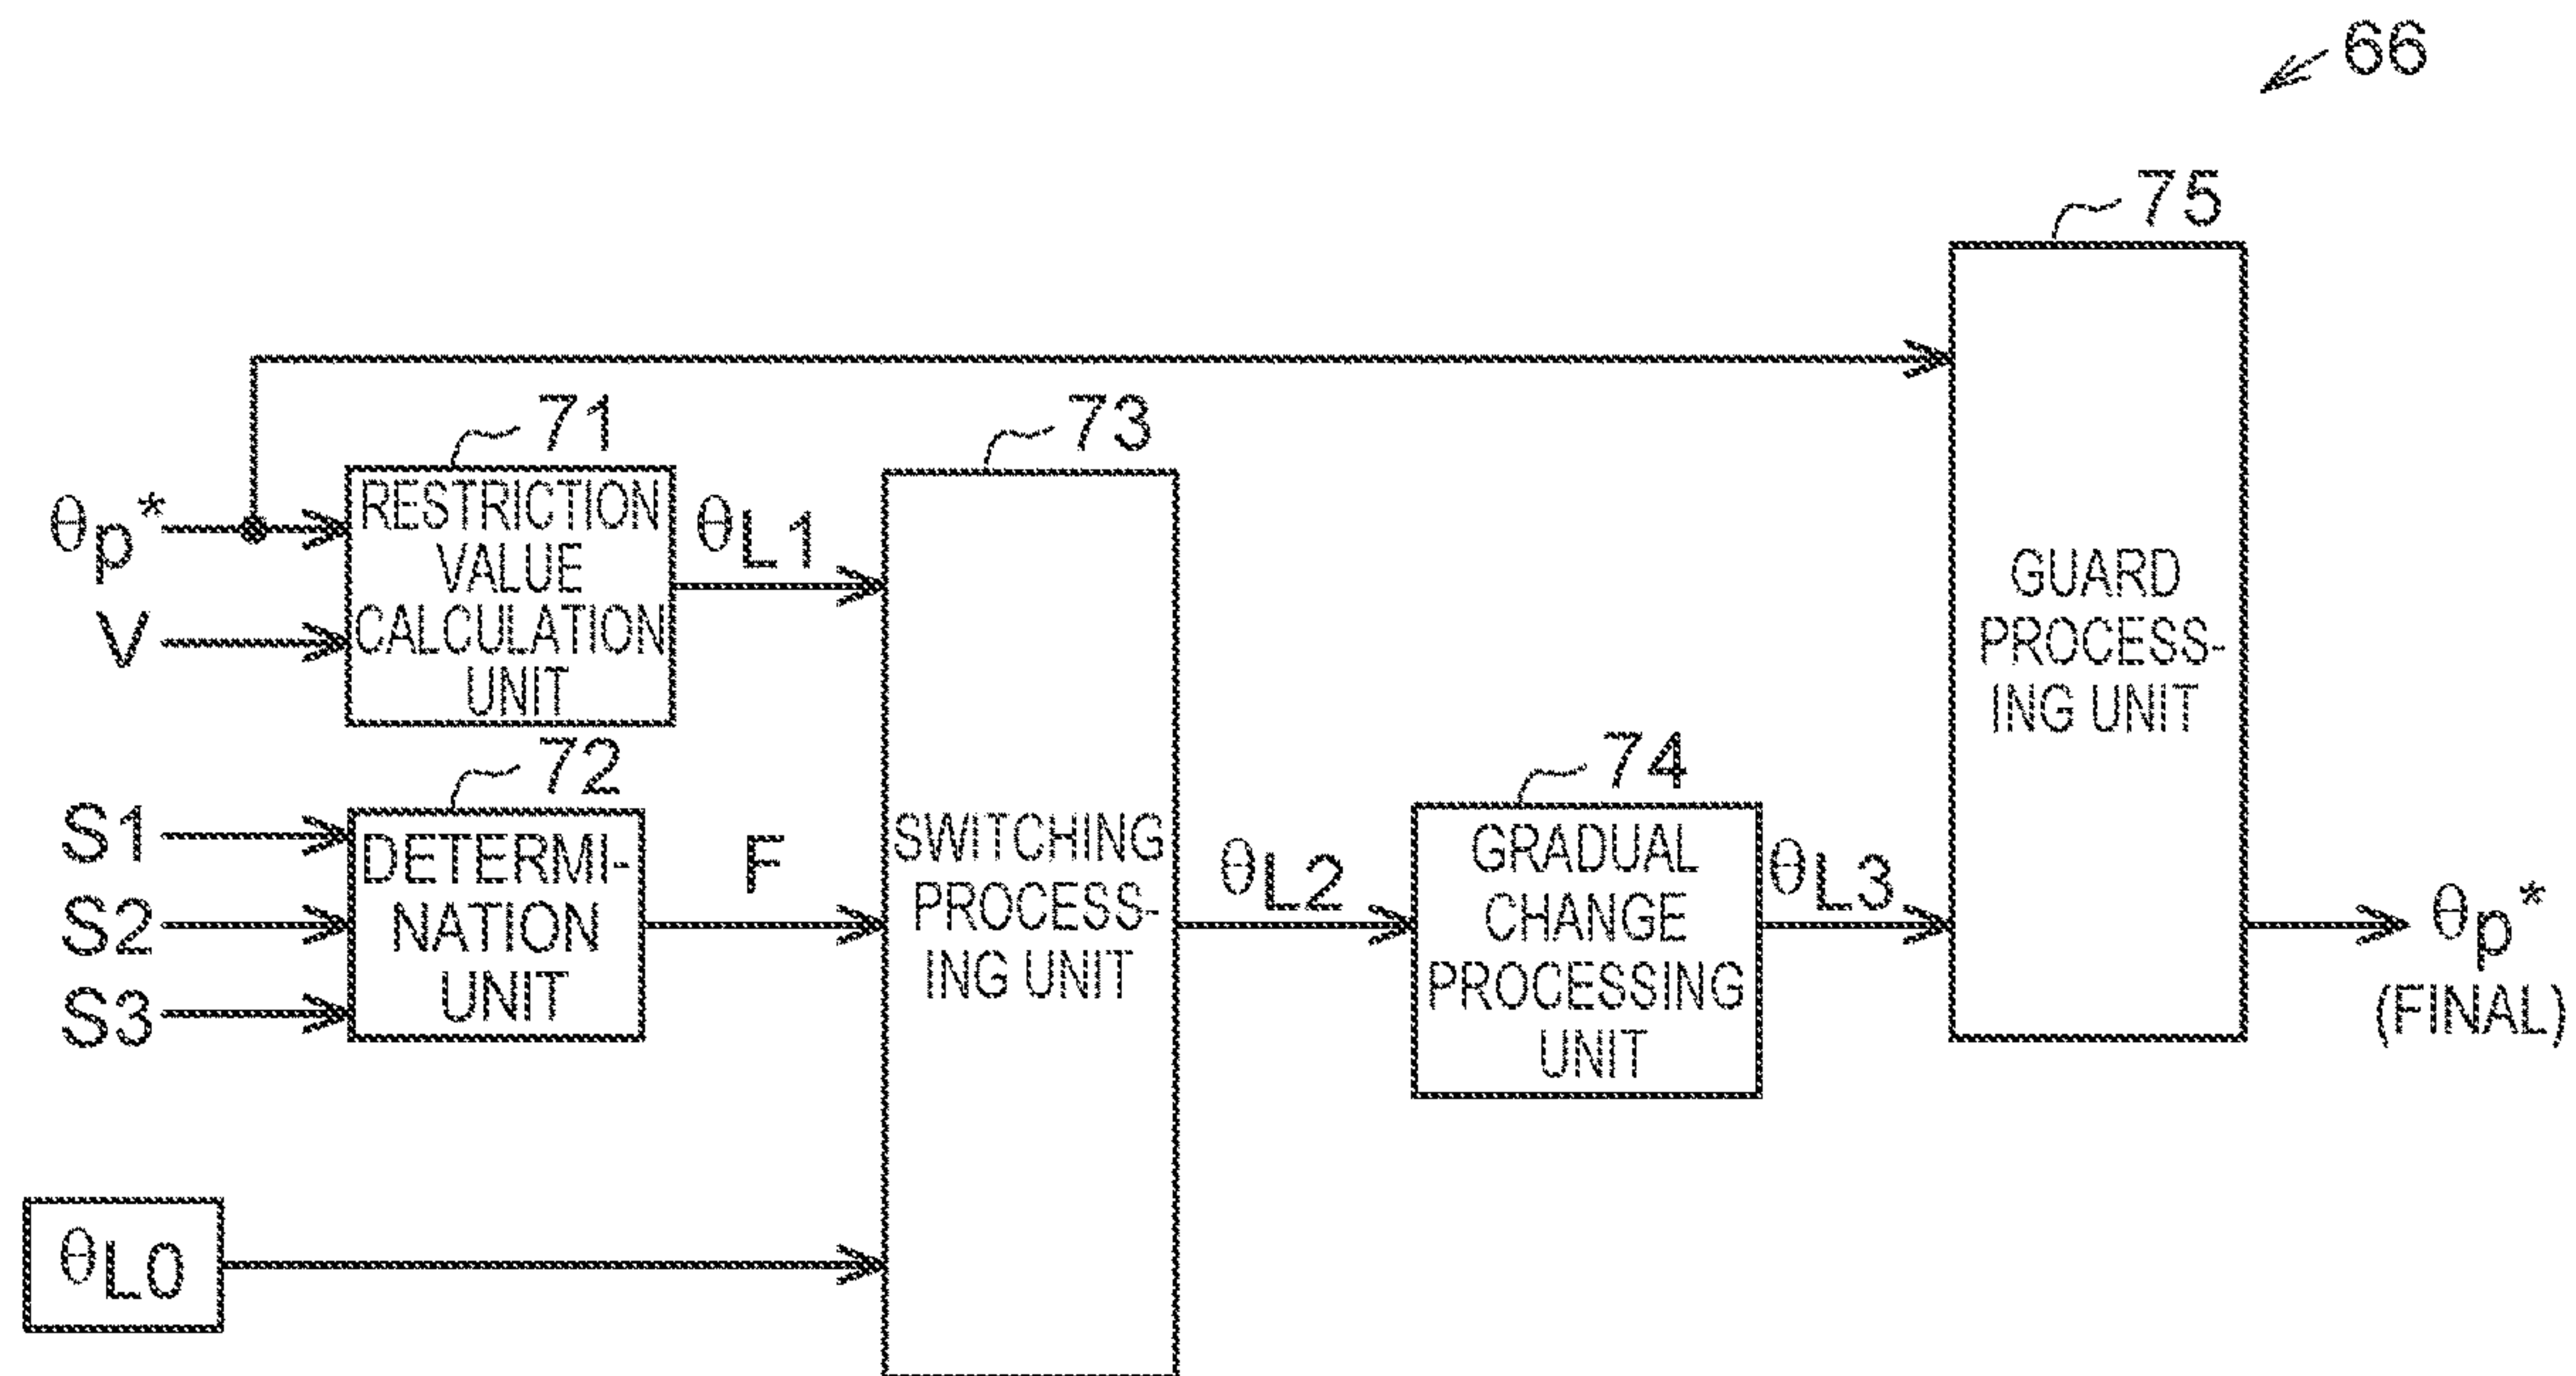 66
75
71
73
θp*
RESTRICTION
VALUE
CALCULATION
UNIT
θL1
V
GUARD
PROCESS-
ING UNIT
72
74
S1
S2
S3
DETERMI-
NATION
UNIT
F
SWITCHING
PROCESS-
ING UNIT
θL2
GRADUAL
CHANGE
PROCESSING
UNIT
θL3
θp*
(FINAL)
θL0